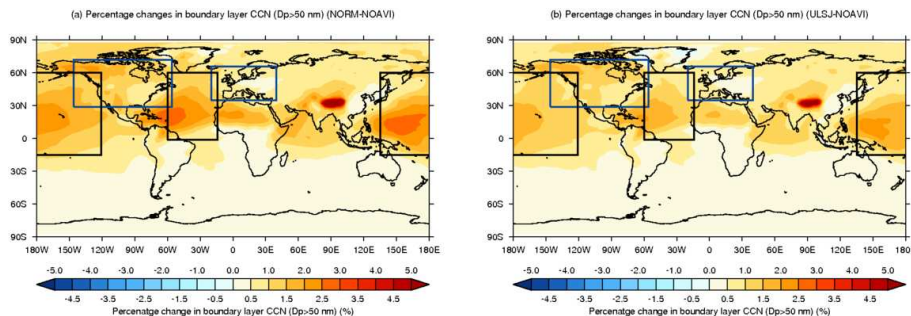 (a) Percentage changes in boundary layer CCN (Dp>50 nm) (NORM-NOAVI)
90N
60N
30N
0
30S
60S
90S
180W 150W 120W 90W 60W 30W 0 30E 60E 90E 120E 150E 180E
-5.0 -4.0 -3.0 -2.0 -1.0 0.0 1.0 2.0 3.0 4.0 5.0
-4.5 -3.5 -2.5 -1.5 -0.5 0.5 1.5 2.5 3.5 4.5
Percenatge change in boundary layer CCN (Dp>50 nm) (%)
(b) Percentage changes in boundary layer CCN (Dp>50 nm) (ULSJ-NOAVI)
90N
60N
30N
0
30S
60S
90S
180W 150W 120W 90W 60W 30W 0 30E 60E 90E 120E 150E 180E
-5.0 -4.0 -3.0 -2.0 -1.0 0.0 1.0 2.0 3.0 4.0 5.0
-4.5 -3.5 -2.5 -1.5 -0.5 0.5 1.5 2.5 3.5 4.5
Percenatge change in boundary layer CCN (Dp>50 nm) (%)